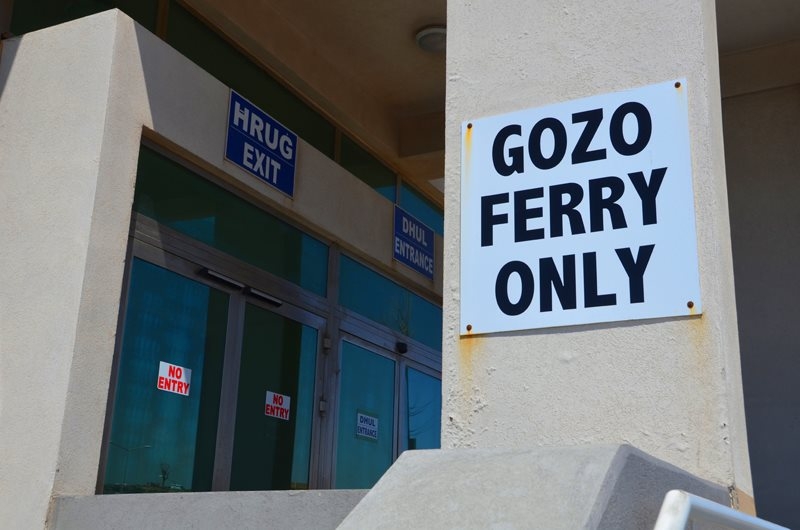 HRUG
EXIT
DHUL
ENTRANCE
GOZO
FERRY
ONLY
NO
ENTRY
NO
ENTRY
DHUL
ENTRANCE